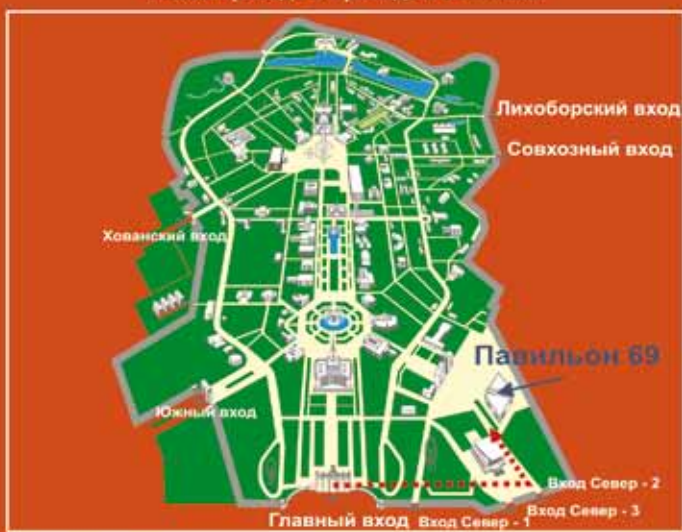 Лихоборский вход
Совхозный вход
Хованский вход
Павильон 69
Южный вход
Вход Север - 2
Вход Север - 3
Главный вход
Вход Север - 1